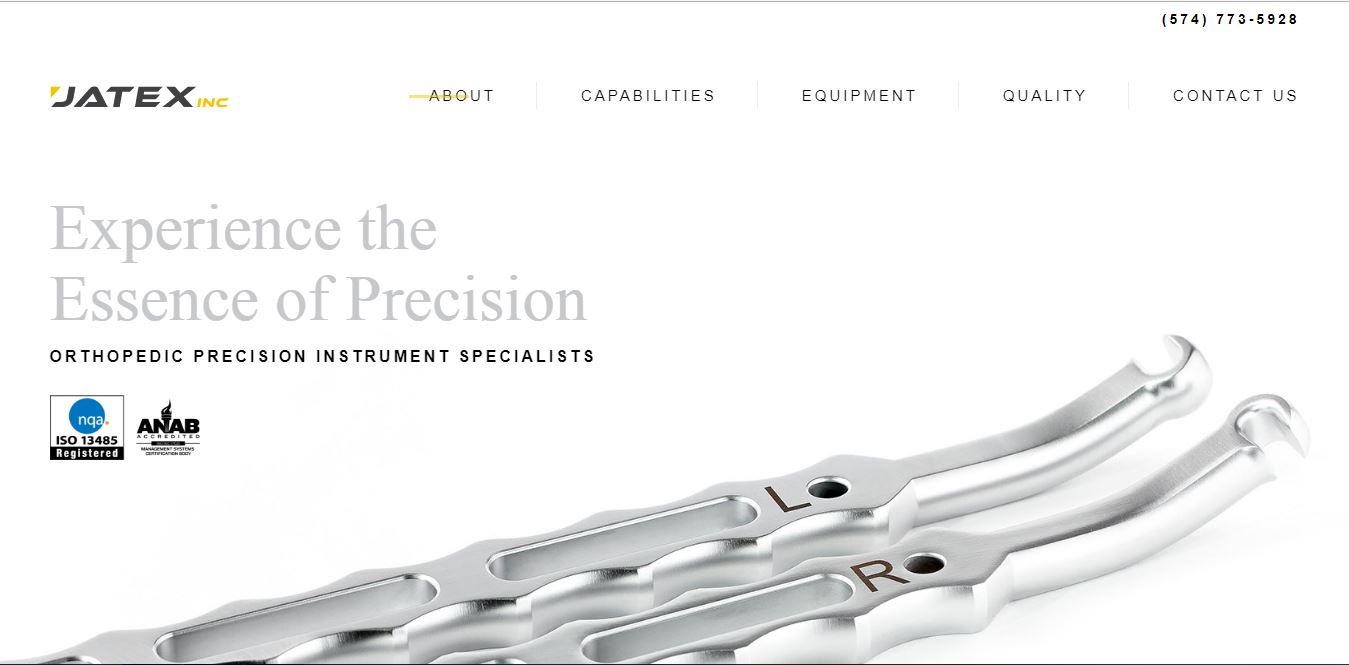 (574) 773-5928
JATEX INC
ABOUT
CAPABILITIES
EQUIPMENT
QUALITY
CONTACT US
Experience the
Essence of Precision
ORTHOPEDIC PRECISION INSTRUMENT SPECIALISTS
nqa.
ISO 13485
Registered
ANAB
ACCREDITED
MANAGEMENT SYSTEMS
CERTIFICATION BODY
L
R